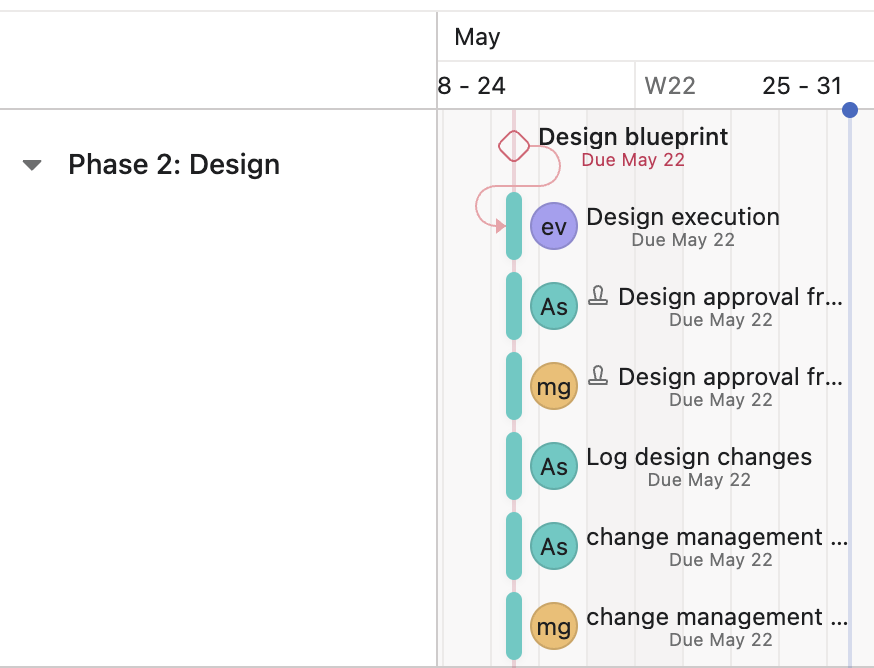 May
8 - 24
W22
25 - 31
Phase 2: Design
Design blueprint
Due May 22
ev
Design execution
Due May 22
As
Design approval fr...
Due May 22
mg
Design approval fr...
Due May 22
As
Log design changes
Due May 22
As
change management ...
Due May 22
mg
change management ...
Due May 22